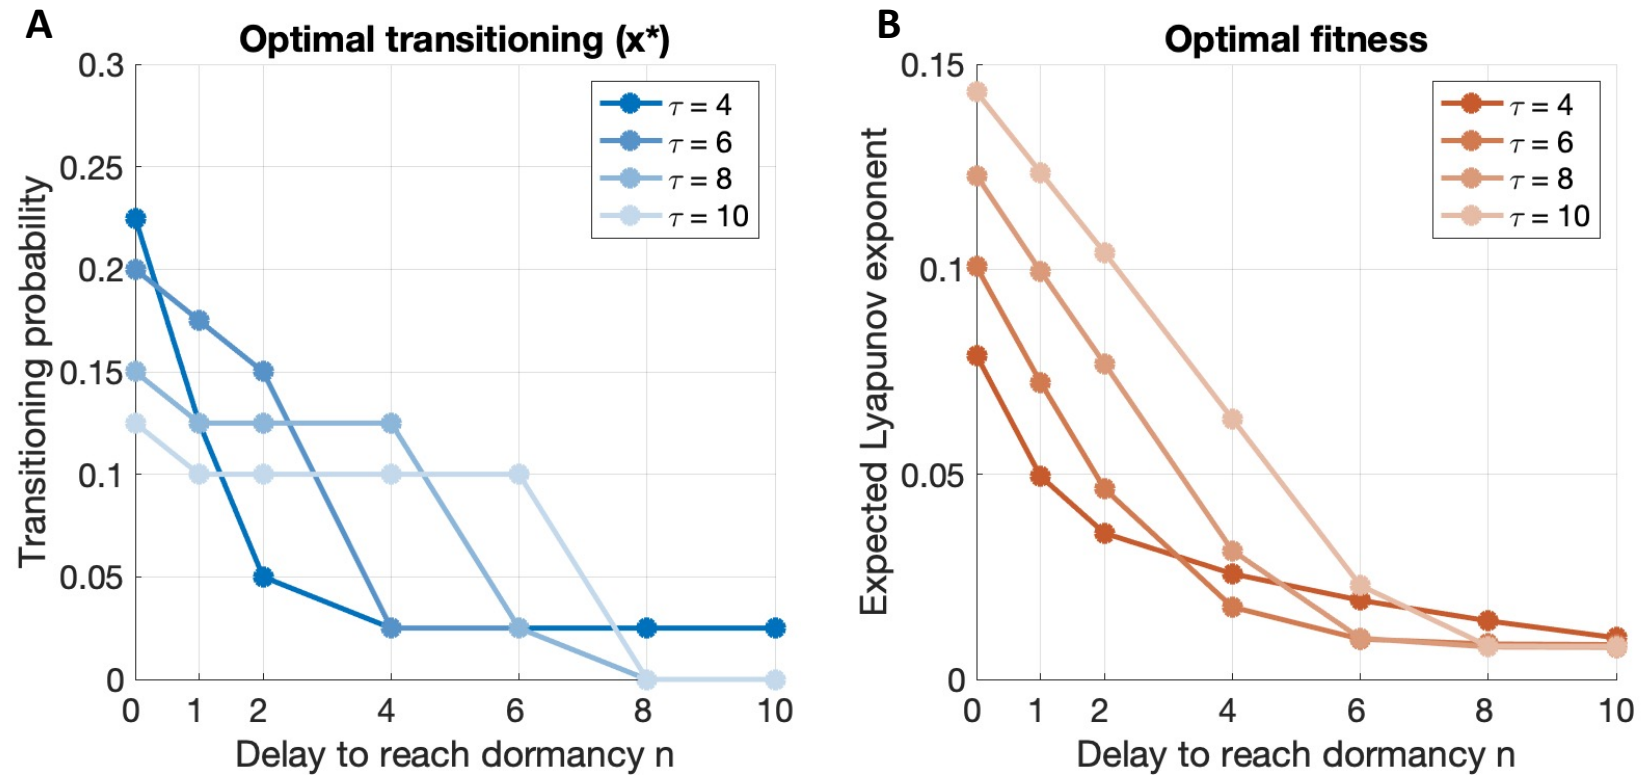 A
Optimal transitioning (x*)
Transitioning probability
0.3
0.25
0.2
0.15
0.1
0.05
0
τ = 4
τ = 6
τ = 8
τ = 10
0 1 2 4 6 8 10
Delay to reach dormancy n
B
Optimal fitness
Expected Lyapunov exponent
0.15
0.1
0.05
0
τ = 4
τ = 6
τ = 8
τ = 10
0 1 2 4 6 8 10
Delay to reach dormancy n